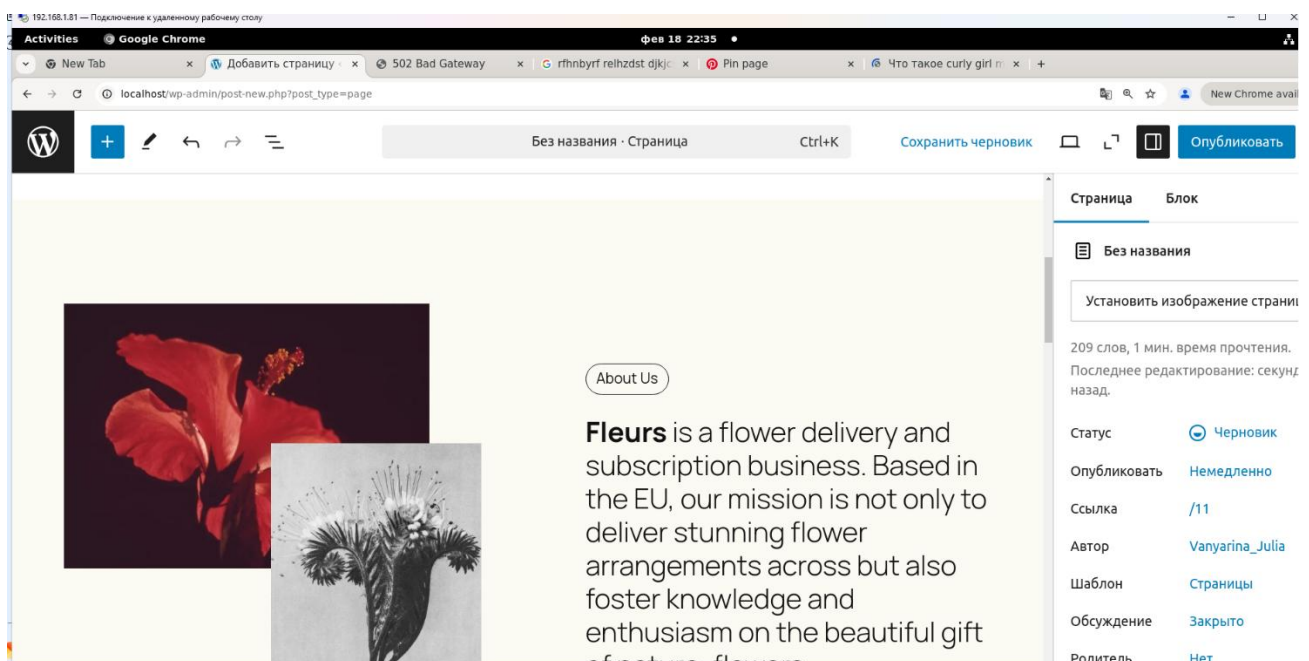 192.168.1.81 — Подключение к удаленному рабочему столу
Activities Google Chrome фев 18 22:35
New Tab Добавить страницу 502 Bad Gateway rfhnbyrf relhzdst djkjc Pin page Что такое curly girl m
localhost/wp-admin/post-new.php?post_type=page New Chrome avail
Без названия · Страница Ctrl+K Сохранить черновик Опубликовать
Страница Блок
Без названия
Установить изображение страниц
209 слов, 1 мин. время прочтения.
Последнее редактирование: секунд
назад.
Статус Черновик
Опубликовать Немедленно
Ссылка /11
Автор Vanyarina_Julia
Шаблон Страницы
Обсуждение Закрыто
Родитель Нет
About Us
Fleurs is a flower delivery and
subscription business. Based in
the EU, our mission is not only to
deliver stunning flower
arrangements across but also
foster knowledge and
enthusiasm on the beautiful gift
of nature: flowers.